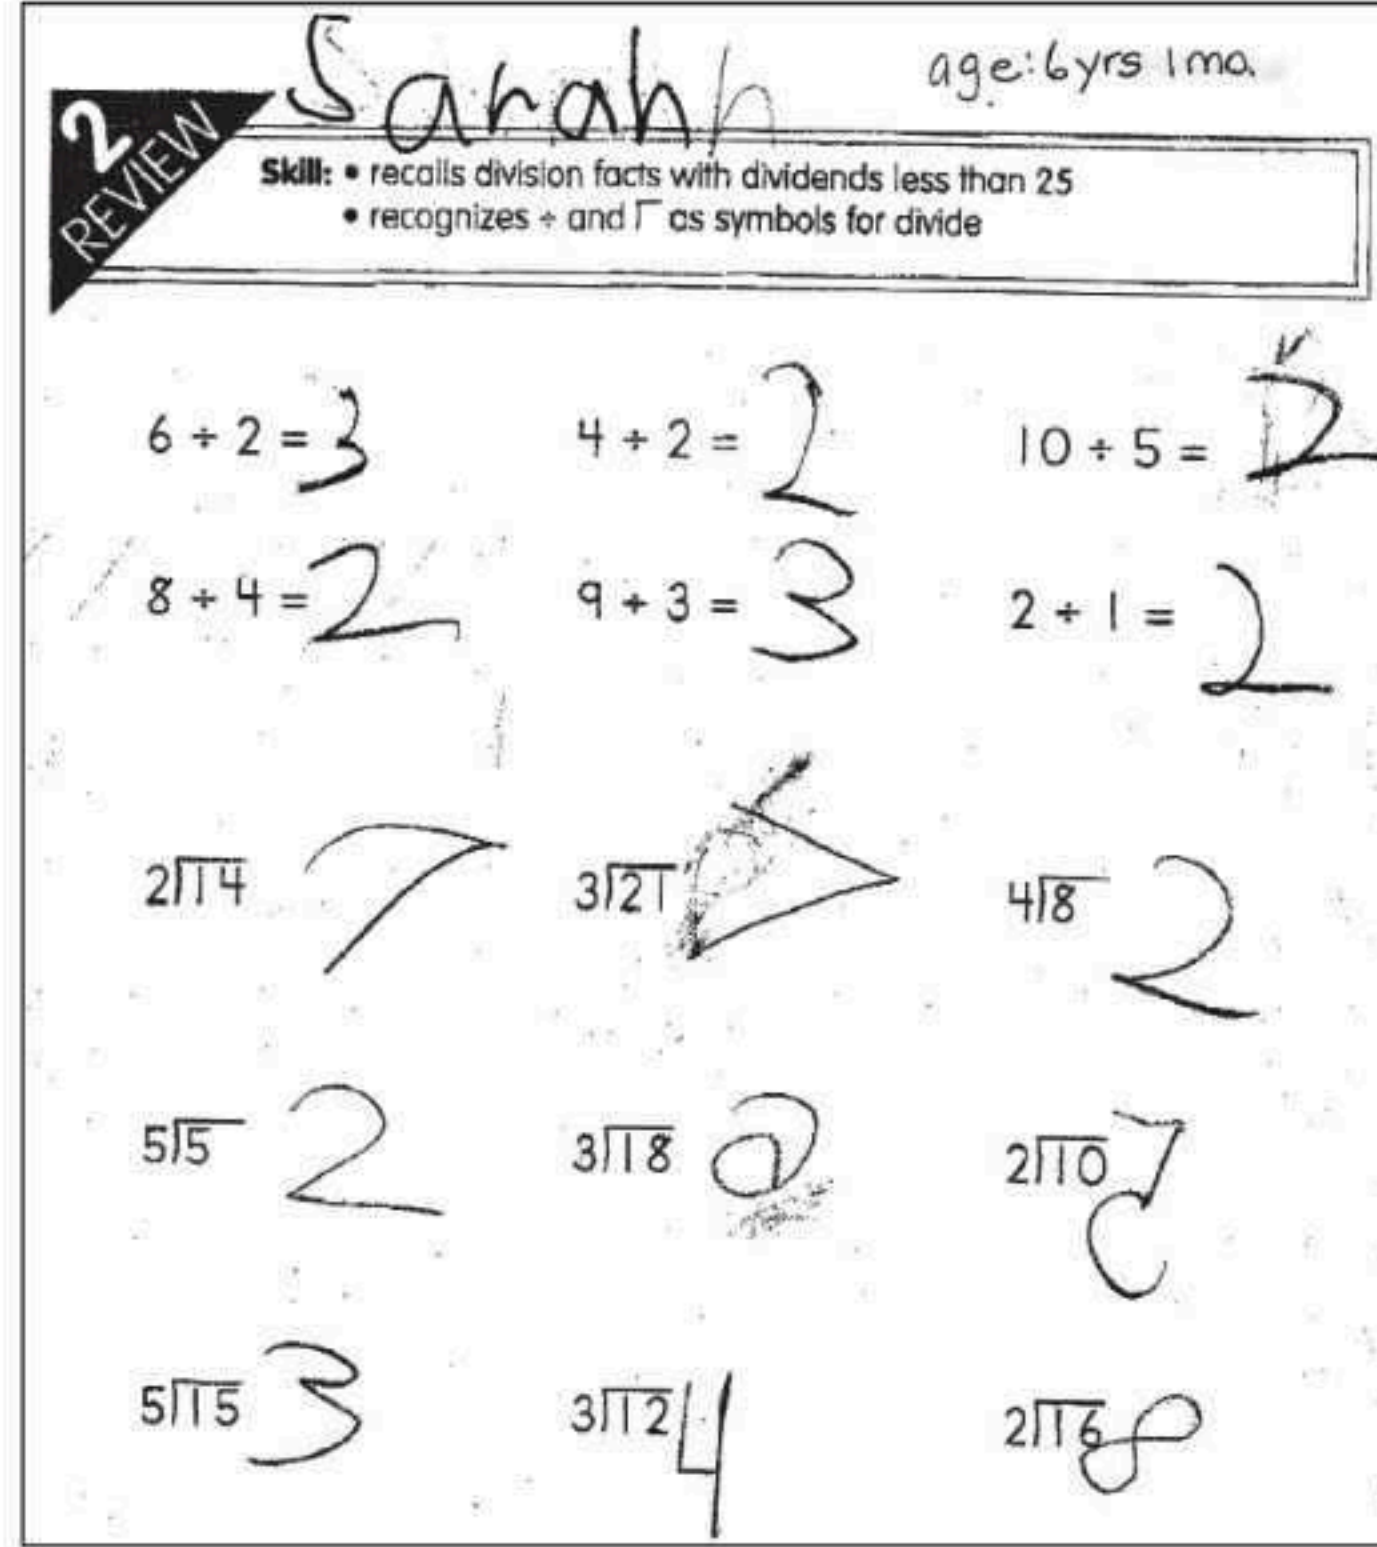 Sarah h
age: 6yrs 1mo.
2
REVIEW
Skill: • recalls division facts with dividends less than 25
• recognizes ÷ and ⟌ as symbols for divide
6 ÷ 2 = 3 4 ÷ 2 = 2 10 ÷ 5 = 2
8 ÷ 4 = 2 9 ÷ 3 = 3 2 ÷ 1 = 2
2⟌14 7 3⟌21 7 4⟌8 2
5⟌5 2 3⟌18 2⟌10 5
5⟌15 3 3⟌12 4 2⟌16 8